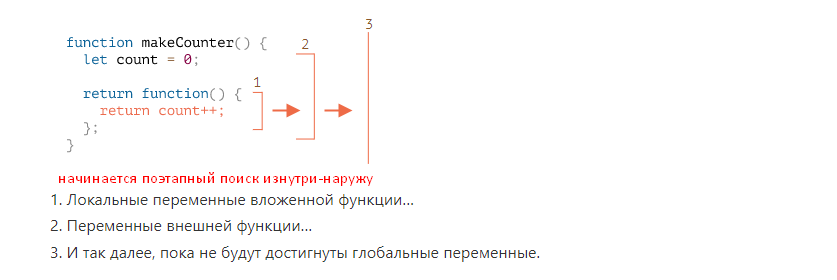 3
function makeCounter() { 2
let count = 0;
1
return function() {
return count++;
};
}
начинается поэтапный поиск изнутри-наружу
1. Локальные переменные вложенной функции...
2. Переменные внешней функции...
3. И так далее, пока не будут достигнуты глобальные переменные.